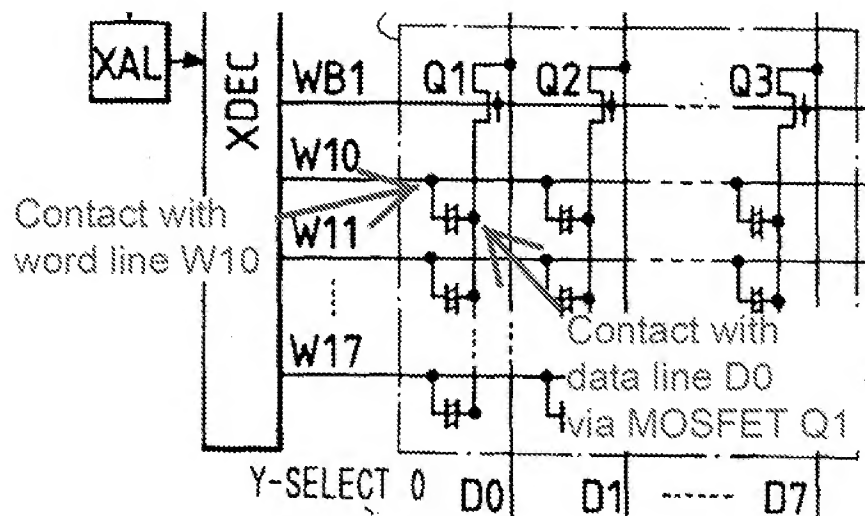 XAL
XDEC
WB1
Q1
Q2
Q3
W10
Contact with
word line W10
W11
Contact with
data line D0
via MOSFET Q1
W17
Y-SELECT 0
D0
D1
D7